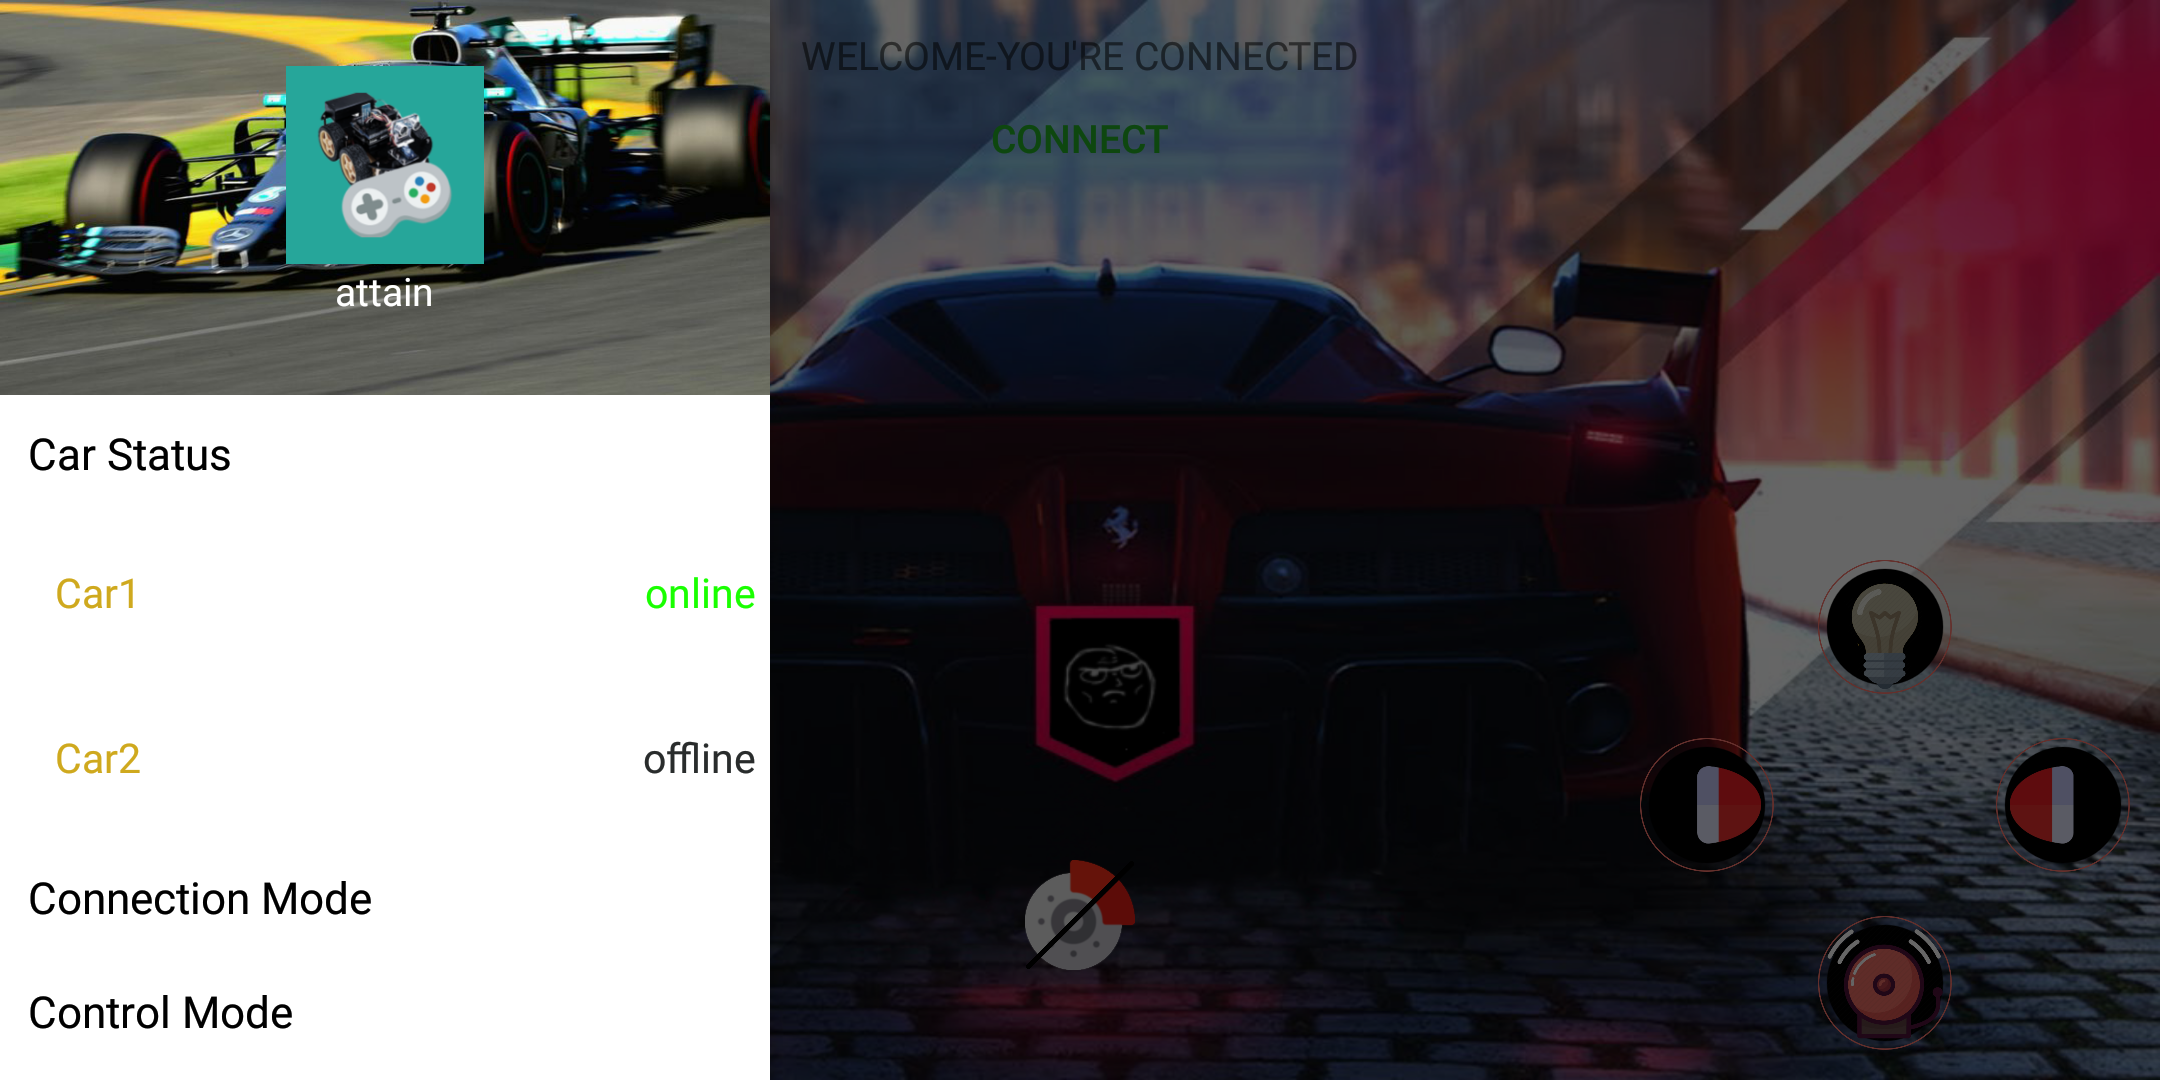 attain
Car Status
Car1 online
Car2 offline
Connection Mode
Control Mode
WELCOME-YOU'RE CONNECTED
CONNECT